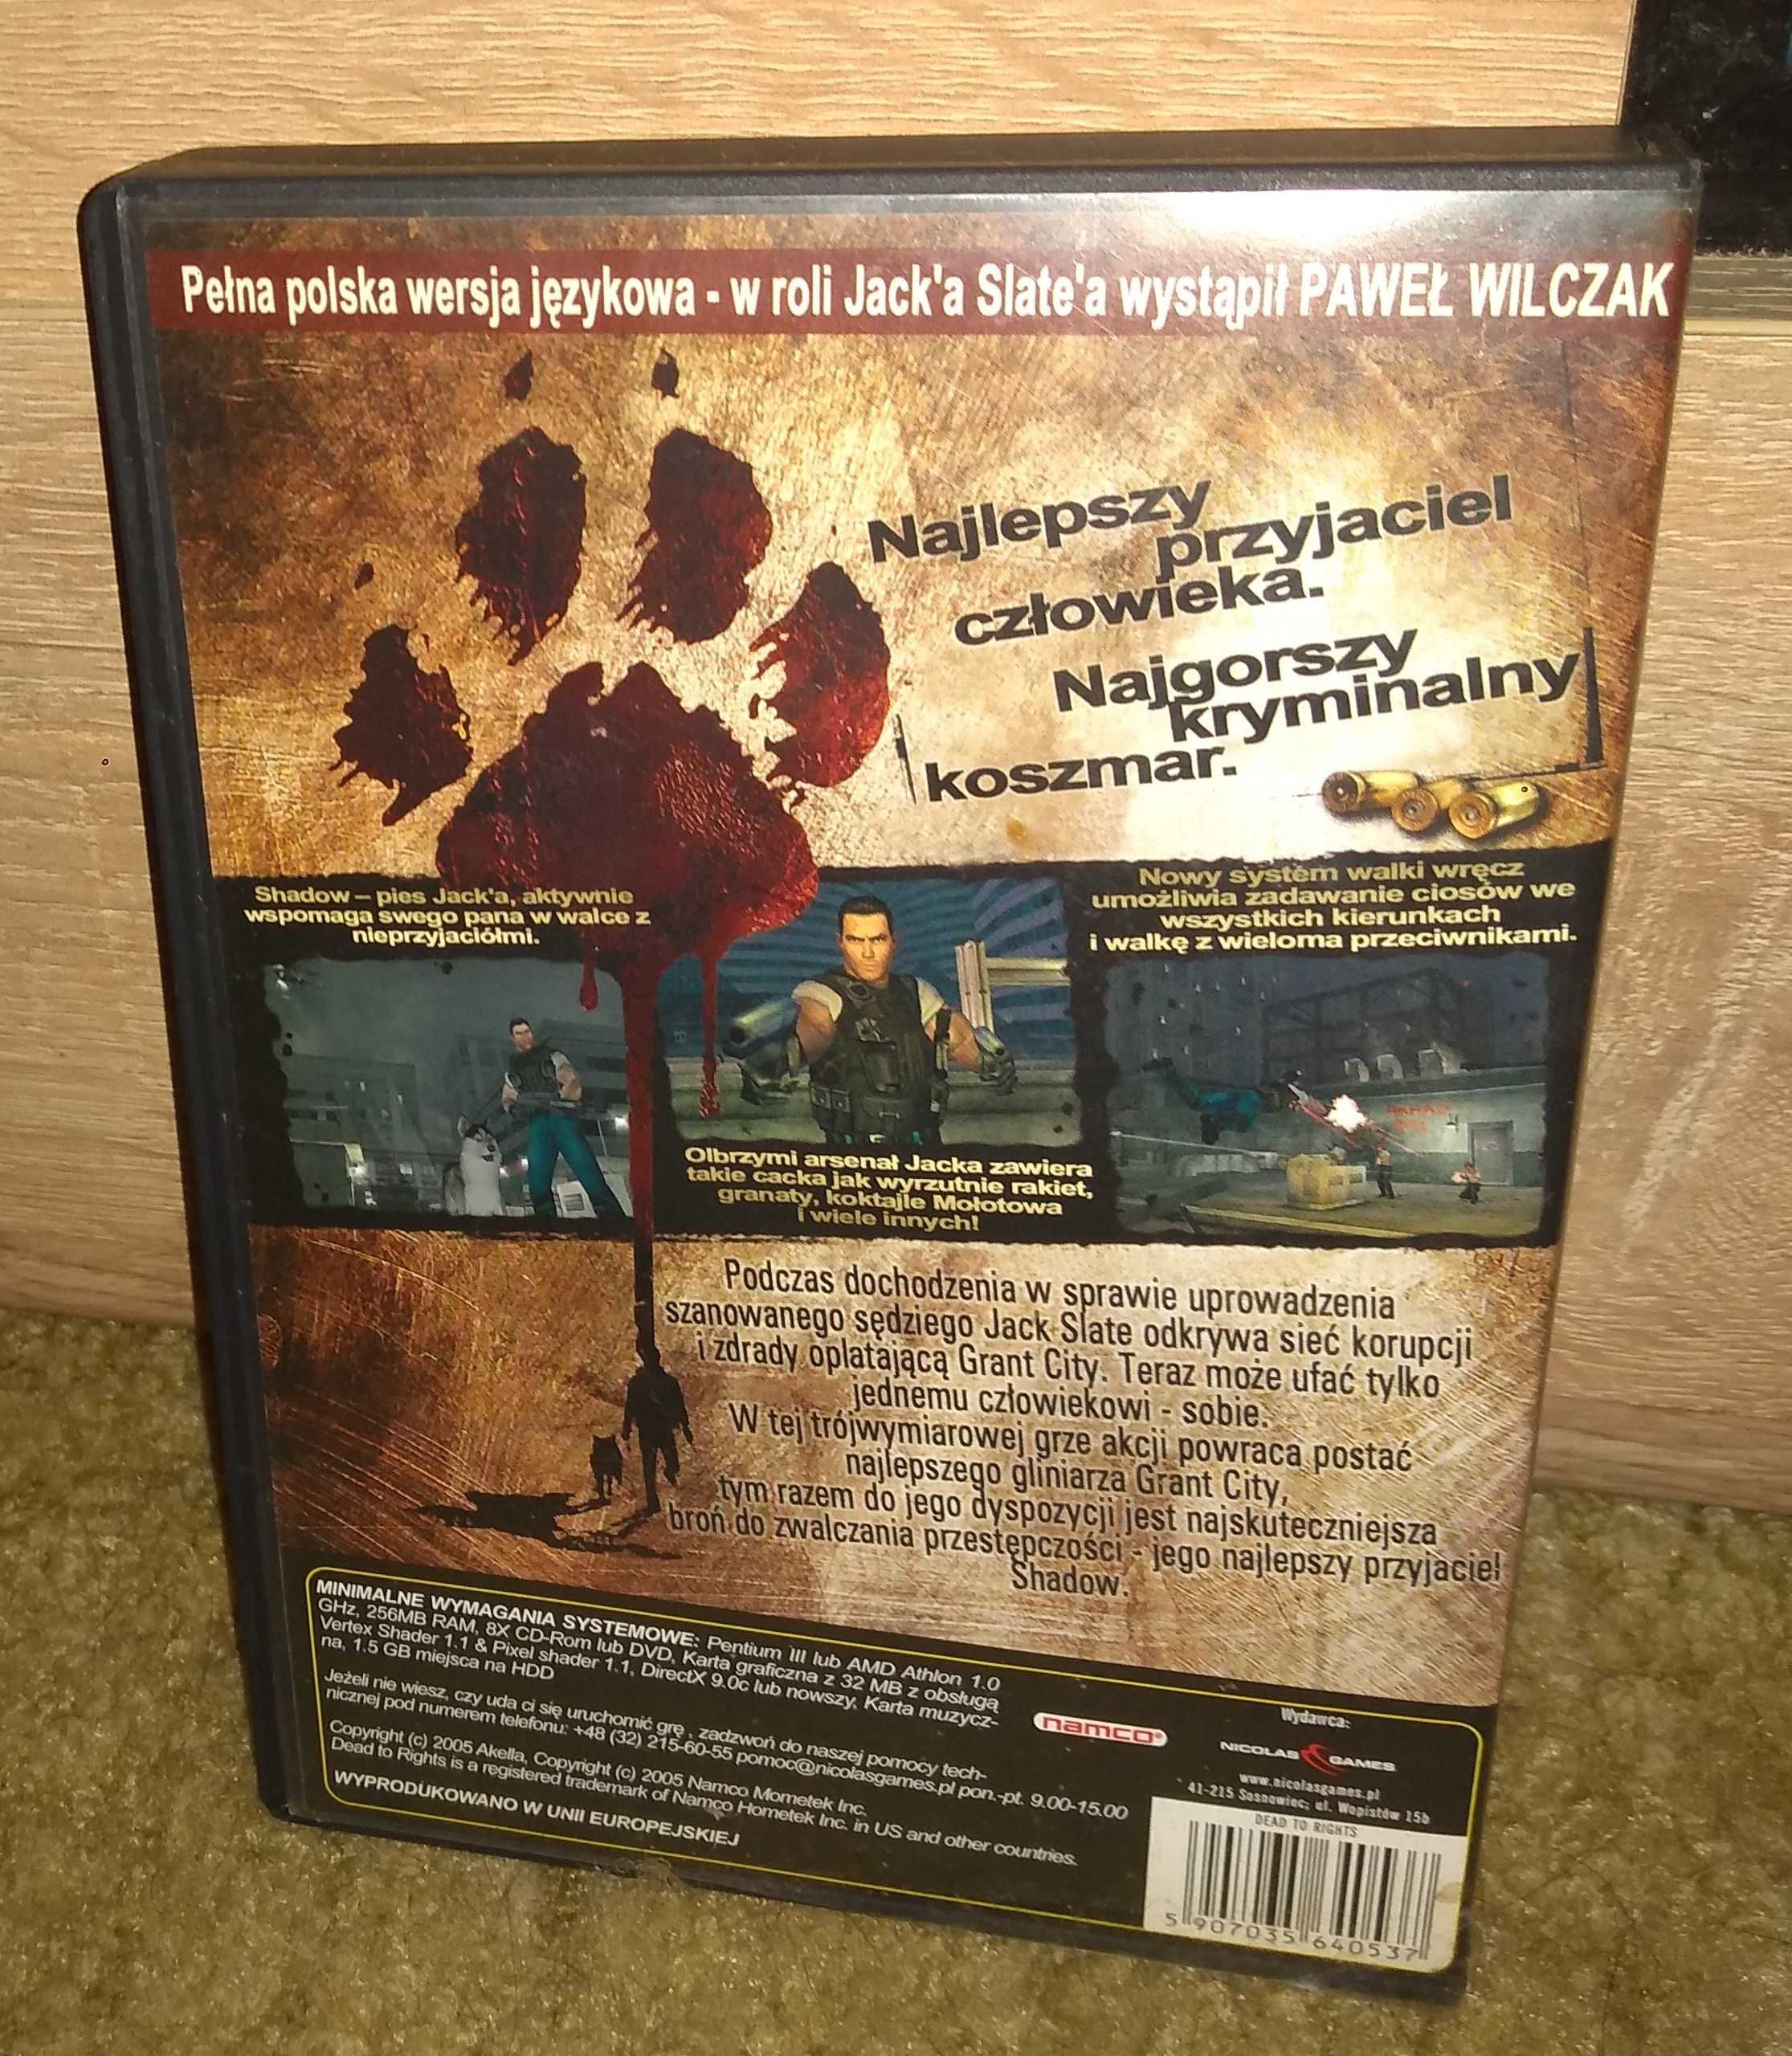 Pełna polska wersja językowa - w roli Jack'a Slate'a wystąpił PAWEŁ WILCZAK
Najlepszy
przyjaciel
człowieka.
Najgorszy
kryminalny
koszmar.
Shadow – pies Jack'a, aktywnie
wspomaga swego pana w walce z
nieprzyjaciółmi.
Nowy system walki wręcz
umożliwia zadawanie ciosów we
wszystkich kierunkach
i walkę z wieloma przeciwnikami.
Olbrzymi arsenał Jacka zawiera
takie cacka jak wyrzutnie rakiet,
granaty, koktajle Mołotowa
i wiele innych!
Podczas dochodzenia w sprawie uprowadzenia
szanowanego sędziego Jack Slate odkrywa sieć korupcji
i zdrady oplatającą Grant City. Teraz może ufać tylko
jednemu człowiekowi - sobie.
W tej trójwymiarowej grze akcji powraca postać
najlepszego gliniarza Grant City,
tym razem do jego dyspozycji jest najskuteczniejsza
broń do zwalczania przestępczości - jego najlepszy przyjaciel
Shadow.
MINIMALNE WYMAGANIA SYSTEMOWE: Pentium III lub AMD Athlon 1.0
GHz, 256MB RAM, 8X CD-Rom lub DVD, Karta graficzna z 32 MB z obsługą
Vertex Shader 1.1 & Pixel shader 1.1, DirectX 9.0c lub nowszy, Karta muzycz-
na, 1.5 GB miejsca na HDD
Jeżeli nie wiesz, czy uda ci się uruchomić grę , zadzwoń do naszej pomocy tech-
nicznej pod numerem telefonu: +48 (32) 215-60-55 pomoc@nicolasgames.pl pon.-pt. 9.00-15.00
Copyright (c) 2005 Akella, Copyright (c) 2005 Namco Mometek Inc.
Dead to Rights is a registered trademark of Namco Hometek Inc. in US and other countries.
WYPRODUKOWANO W UNII EUROPEJSKIEJ
namco
Wydawca:
NICOLAS GAMES
www.nicolasgames.pl
41-215 Sosnowiec; ul. Wopistów 15b
DEAD TO RIGHTS
5 907035 640537